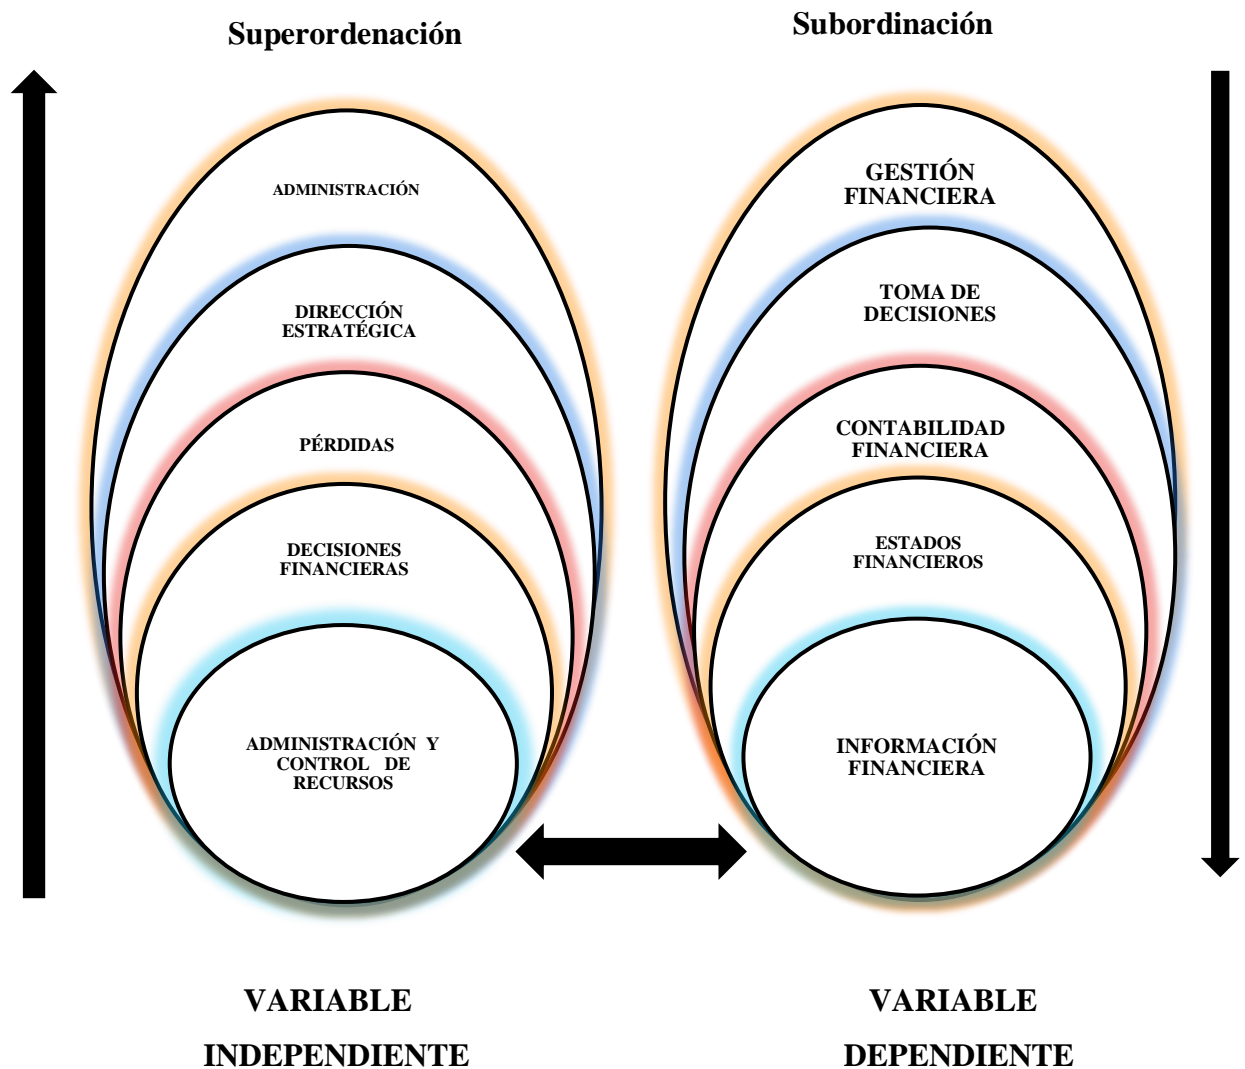 Superordenación
Subordinación
ADMINISTRACIÓN
DIRECCIÓN
ESTRATÉGICA
PÉRDIDAS
DECISIONES
FINANCIERAS
ADMINISTRACIÓN Y
CONTROL DE
RECURSOS
GESTIÓN
FINANCIERA
TOMA DE
DECISIONES
CONTABILIDAD
FINANCIERA
ESTADOS
FINANCIEROS
INFORMACIÓN
FINANCIERA
VARIABLE
INDEPENDIENTE
VARIABLE
DEPENDIENTE